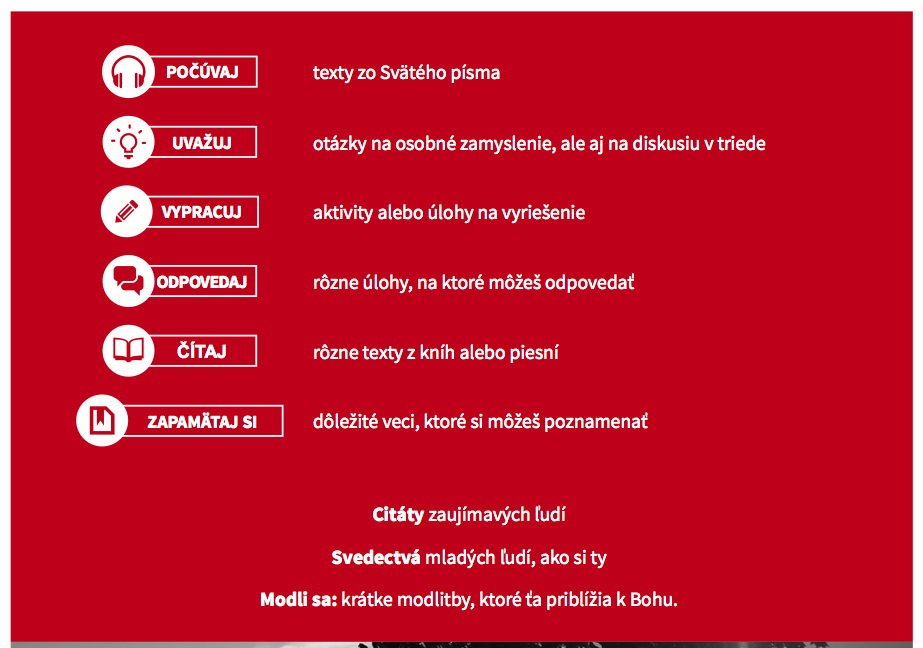 POČÚVAJ texty zo Svätého písma
UVAŽUJ otázky na osobné zamyslenie, ale aj na diskusiu v triede
VYPRACUJ aktivity alebo úlohy na vyriešenie
ODPOVEDAJ rôzne úlohy, na ktoré môžeš odpovedať
ČÍTAJ rôzne texty z kníh alebo piesní
ZAPAMÄTAJ SI dôležité veci, ktoré si môžeš poznamenať
Citáty zaujímavých ľudí
Svedectvá mladých ľudí, ako si ty
Modli sa: krátke modlitby, ktoré ťa priblížia k Bohu.